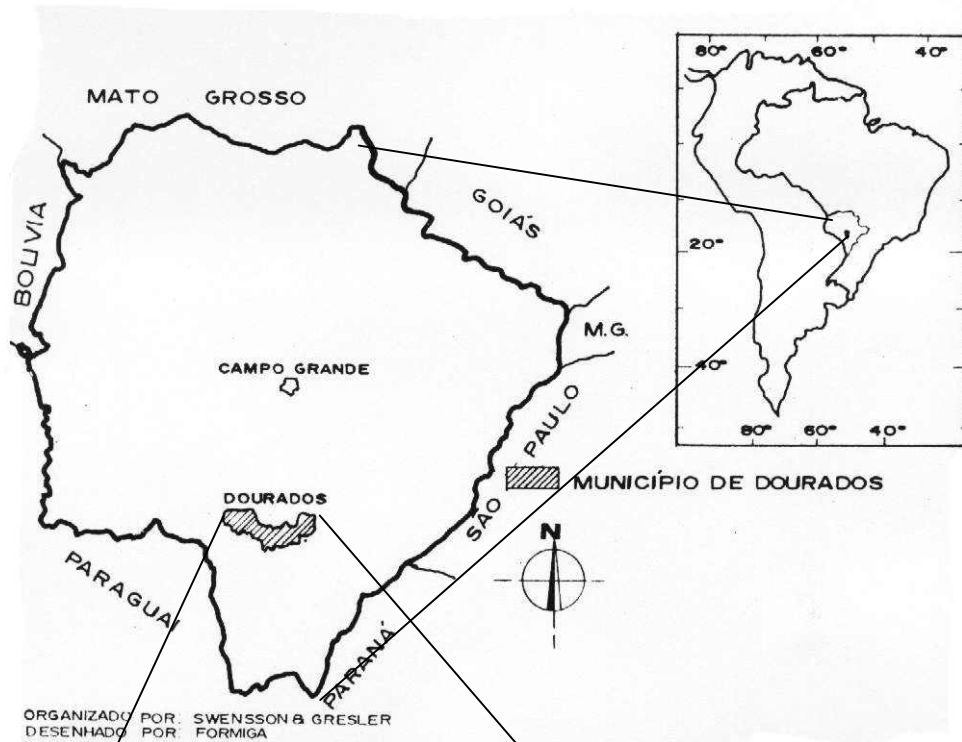 MATO GROSSO
GOIÁS
BOLIVIA
M.G.
CAMPO GRANDE
SÃO PAULO
DOURADOS
PARAGUAI
PARANÁ
80° 60° 40°
20°
40°
80° 60° 40°
MUNICÍPIO DE DOURADOS
N
ORGANIZADO POR: SWENSSON & GRESLER
DESENHADO POR: FORMIGA